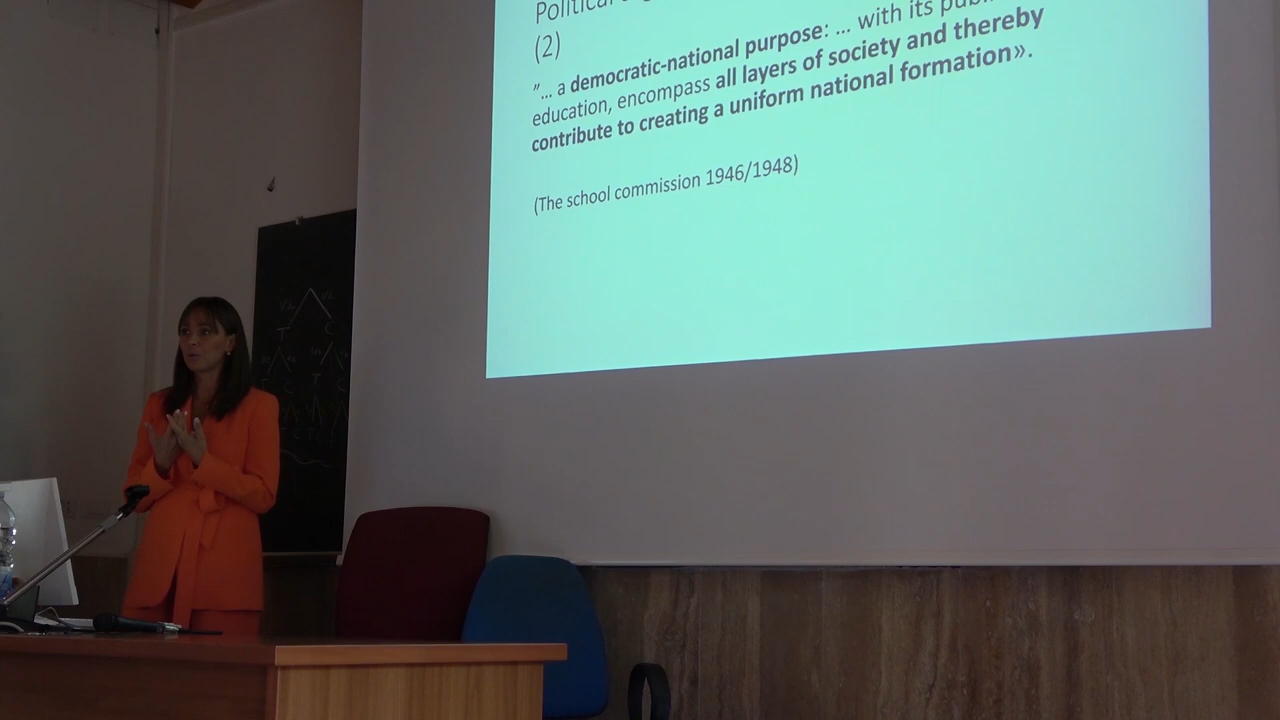 Political
(2)
"... a democratic-national purpose: ... with its
education, encompass all layers of society and thereby
contribute to creating a uniform national formation».
(The school commission 1946/1948)